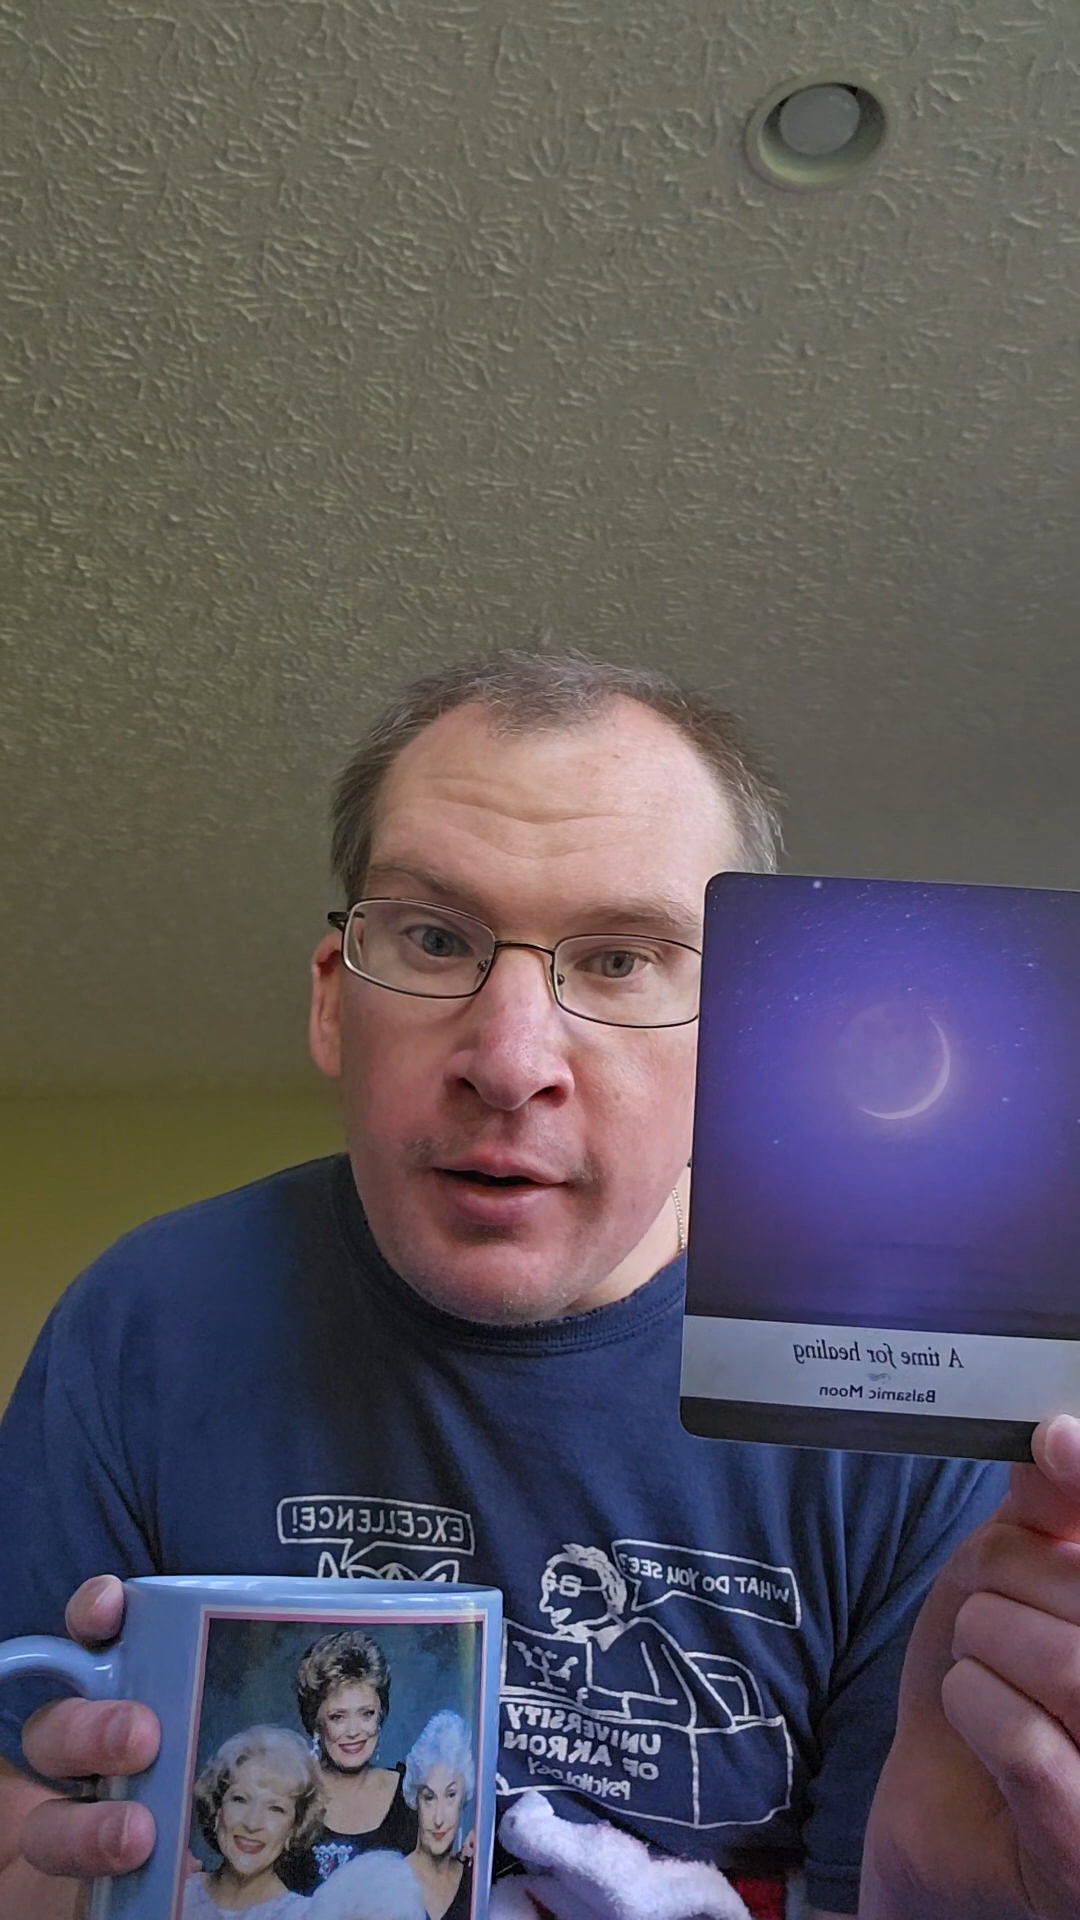 A time for healing
Balsamic Moon
EXCELLENCE!
WHAT DO YOU SEE?
UNIVERSITY
OF AKRON
PSYCHOLOGY